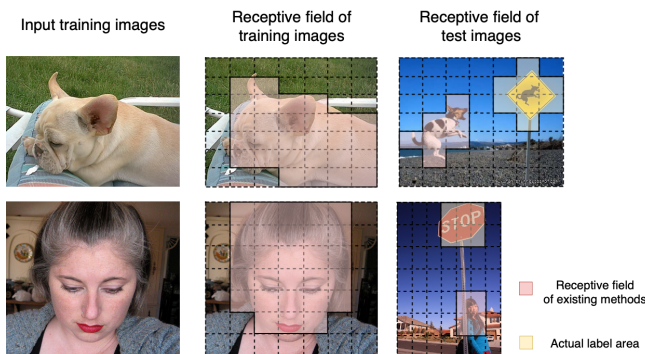 Input training images
Receptive field of
training images
Receptive field of
test images
STOP
Receptive field
of existing methods
Actual label area